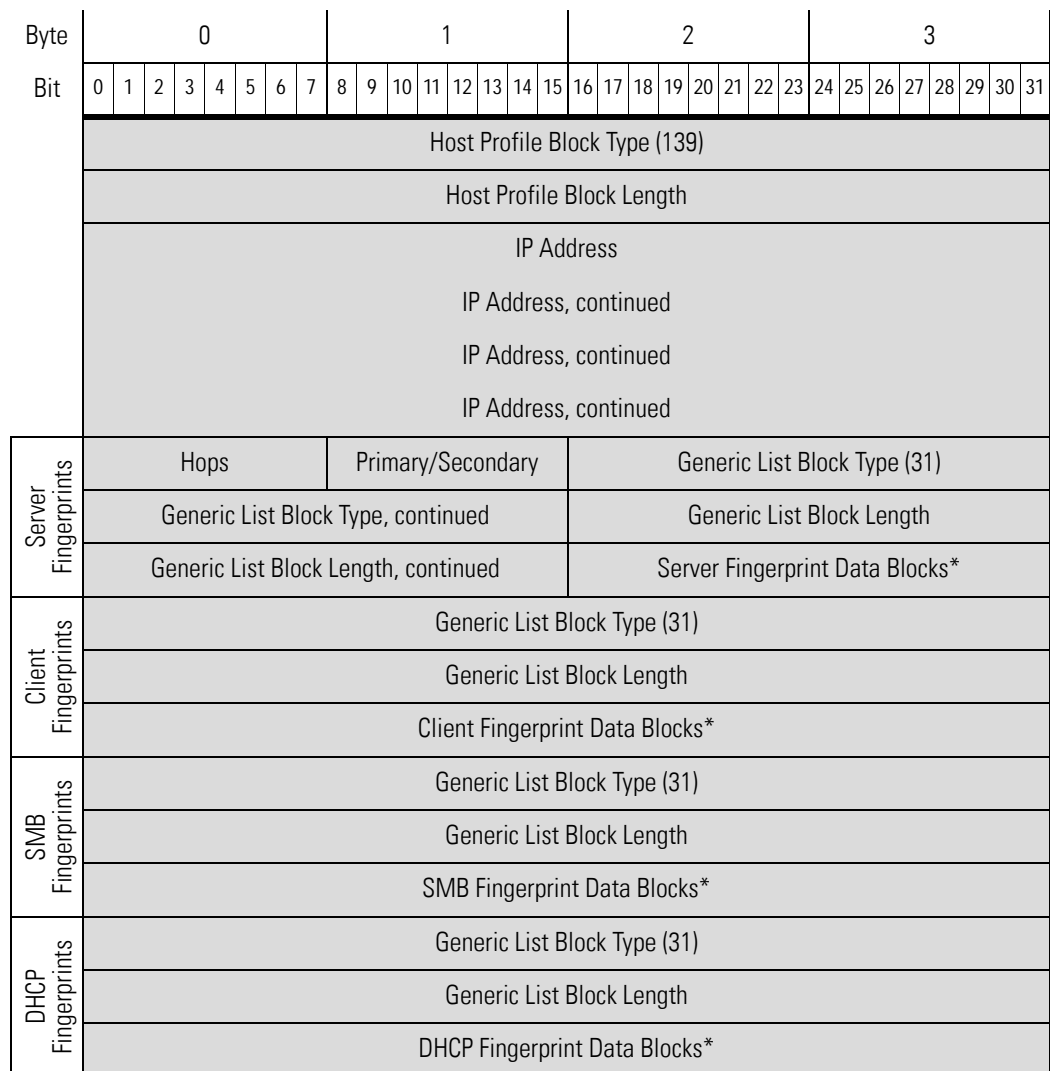 Byte 0 1 2 3
Bit 0 1 2 3 4 5 6 7 8 9 10 11 12 13 14 15 16 17 18 19 20 21 22 23 24 25 26 27 28 29 30 31
Host Profile Block Type (139)
Host Profile Block Length
IP Address
IP Address, continued
IP Address, continued
IP Address, continued
Server
Fingerprints
Hops Primary/Secondary Generic List Block Type (31)
Generic List Block Type, continued Generic List Block Length
Generic List Block Length, continued Server Fingerprint Data Blocks*
Client
Fingerprints
Generic List Block Type (31)
Generic List Block Length
Client Fingerprint Data Blocks*
SMB
Fingerprints
Generic List Block Type (31)
Generic List Block Length
SMB Fingerprint Data Blocks*
DHCP
Fingerprints
Generic List Block Type (31)
Generic List Block Length
DHCP Fingerprint Data Blocks*